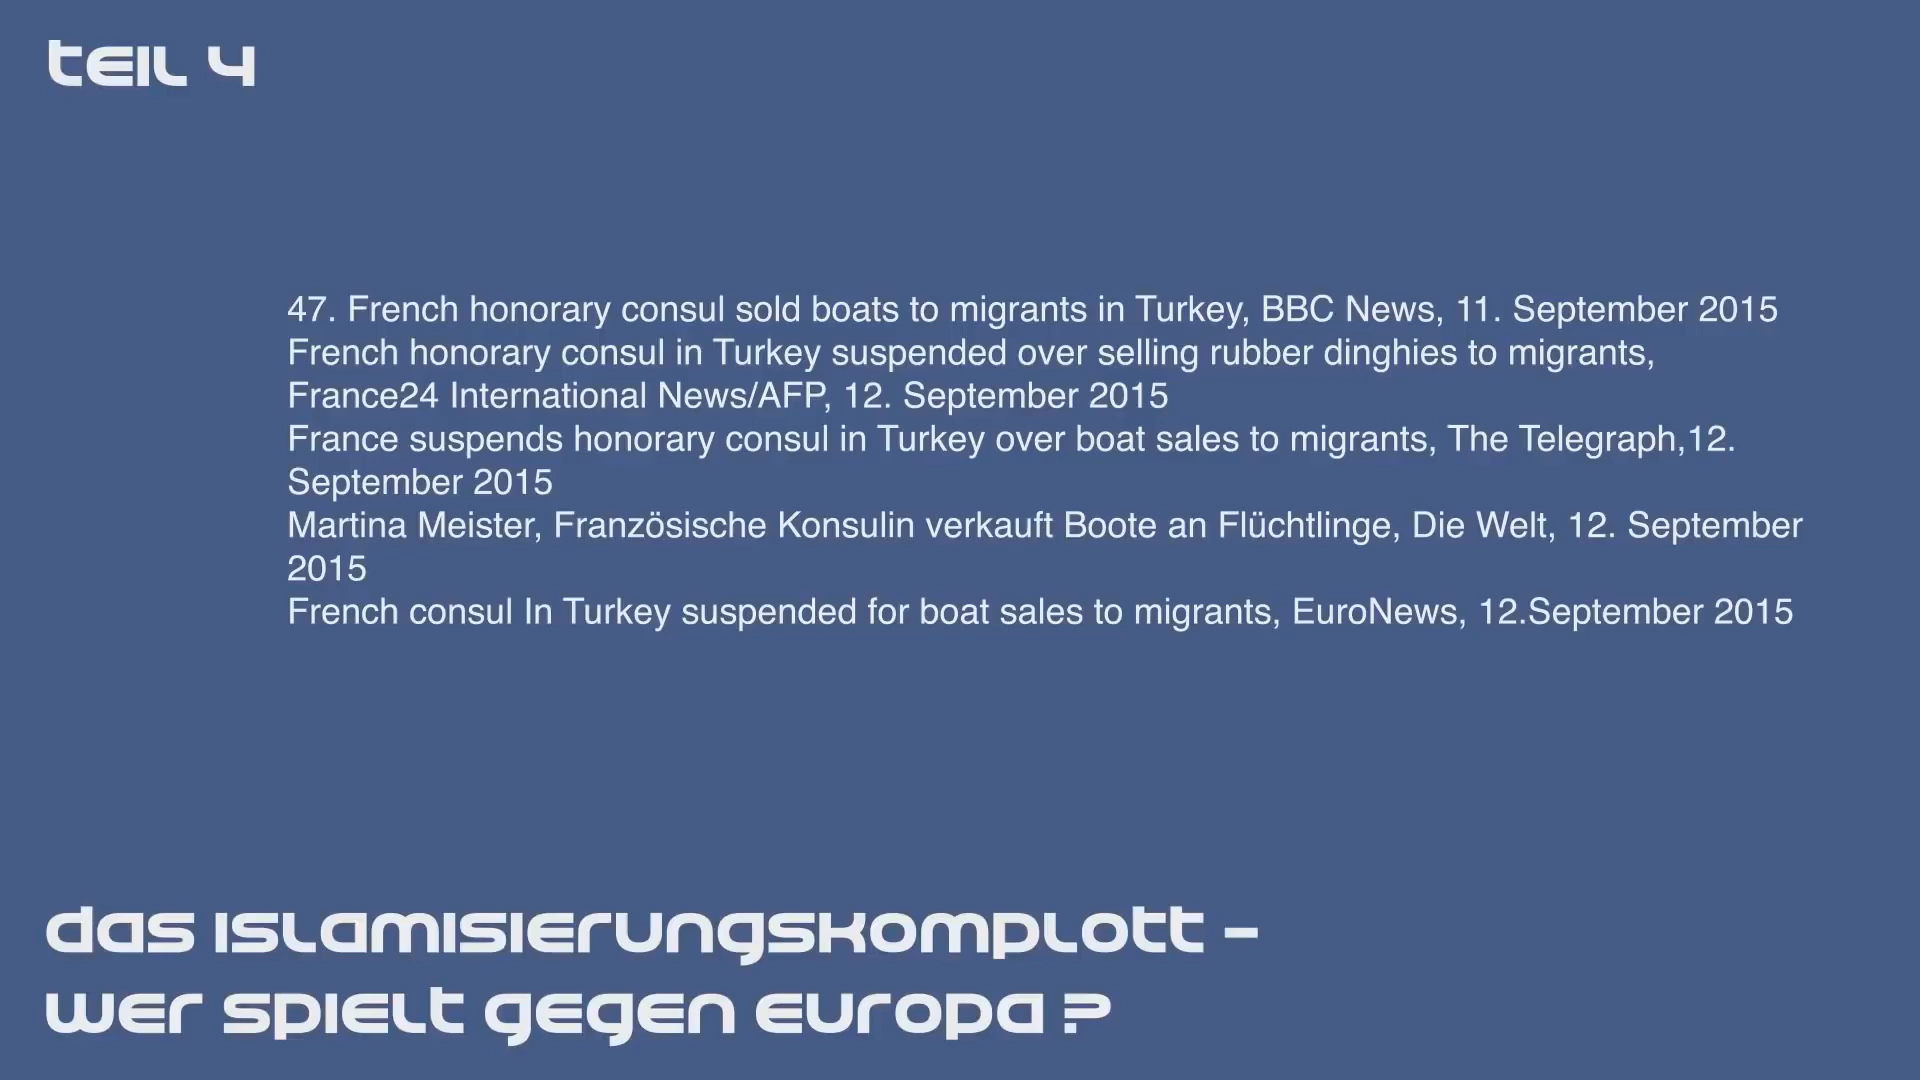 Teil 4
47. French honorary consul sold boats to migrants in Turkey, BBC News, 11. September 2015
French honorary consul in Turkey suspended over selling rubber dinghies to migrants,
France24 International News/AFP, 12. September 2015
France suspends honorary consul in Turkey over boat sales to migrants, The Telegraph,12.
September 2015
Martina Meister, Französische Konsulin verkauft Boote an Flüchtlinge, Die Welt, 12. September
2015
French consul In Turkey suspended for boat sales to migrants, EuroNews, 12.September 2015
das Islamisierungskomplott –
wer spielt gegen Europa ?